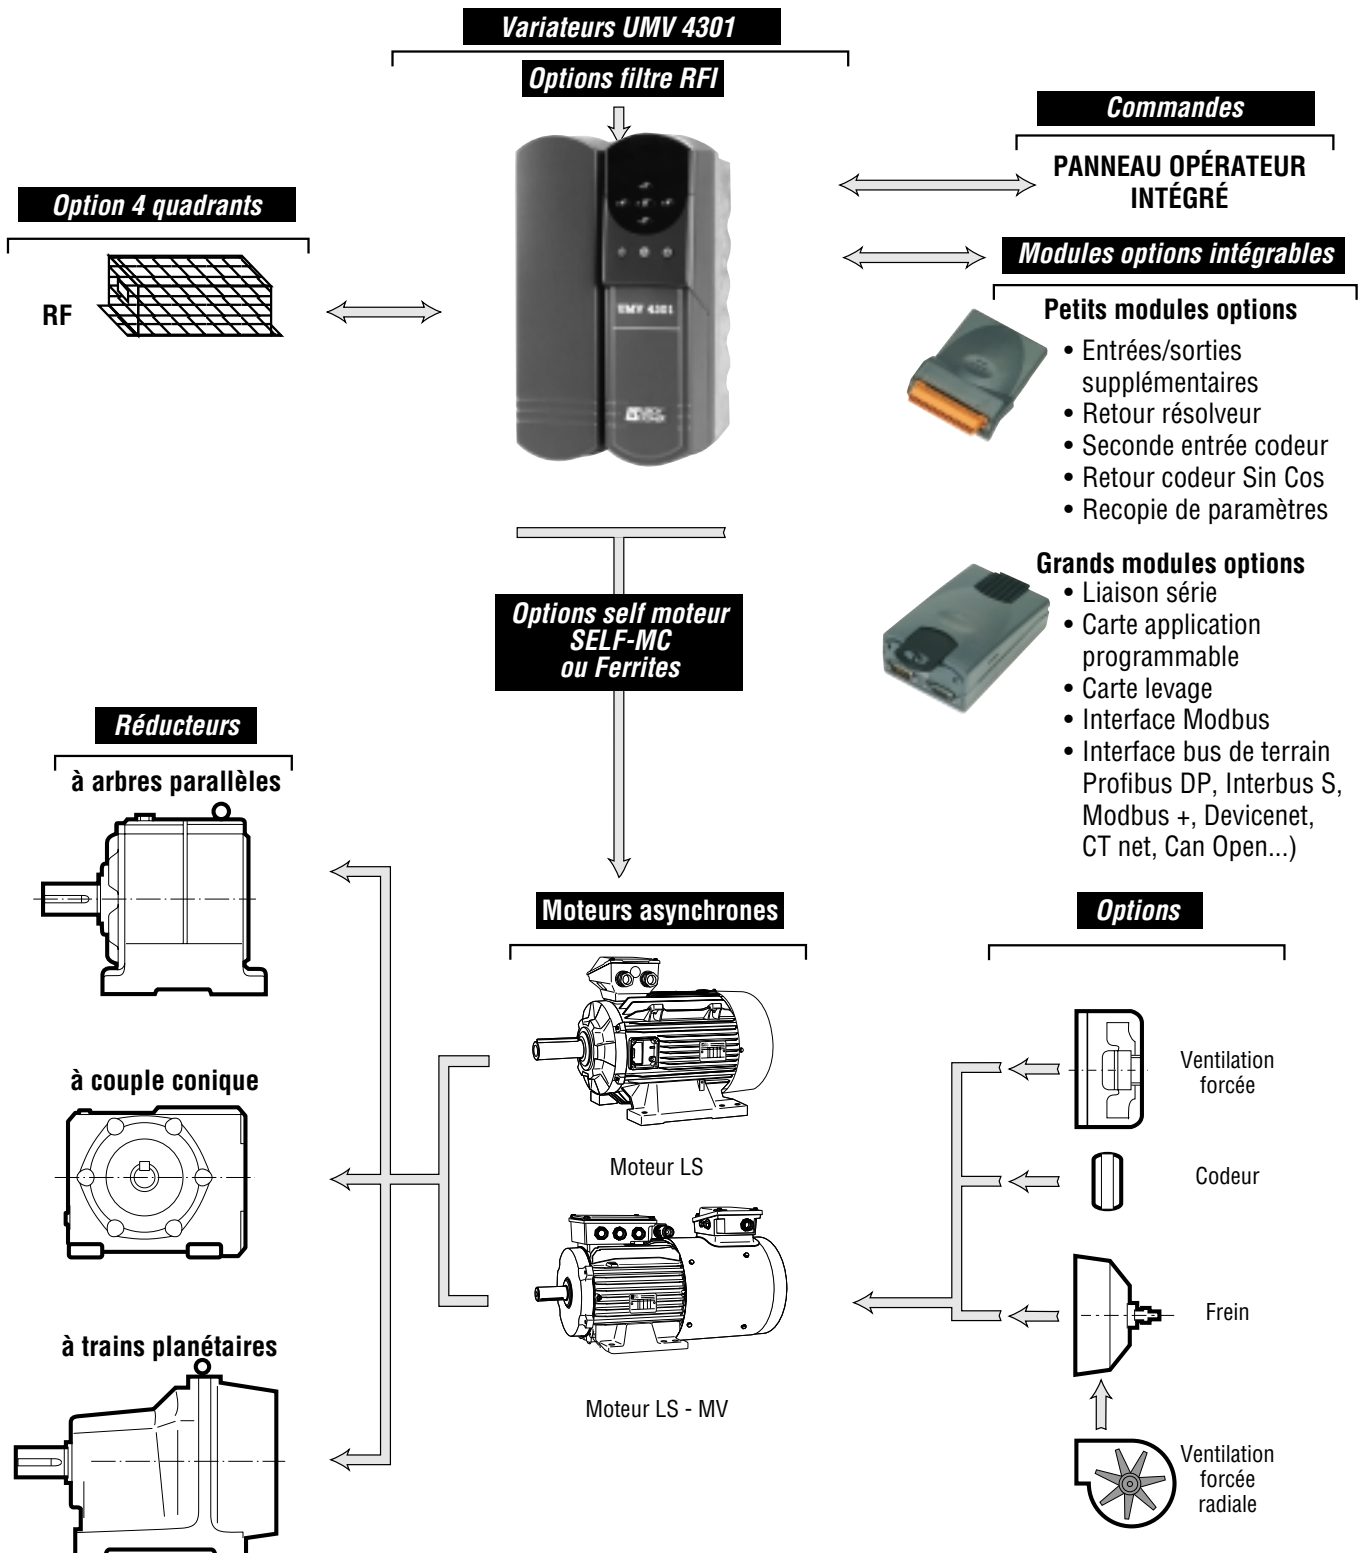 Variateurs UMV 4301
Options filtre RFI
Commandes
PANNEAU OPÉRATEUR
INTÉGRÉ
Option 4 quadrants
RF
UMV 4301
Modules options intégrables
Petits modules options
• Entrées/sorties
supplémentaires
• Retour résolveur
• Seconde entrée codeur
• Retour codeur Sin Cos
• Recopie de paramètres
Grands modules options
• Liaison série
• Carte application
programmable
• Carte levage
• Interface Modbus
• Interface bus de terrain
Profibus DP, Interbus S,
Modbus +, Devicenet,
CT net, Can Open...)
Options self moteur
SELF-MC
ou Ferrites
Réducteurs
à arbres parallèles
à couple conique
à trains planétaires
Moteurs asynchrones
Moteur LS
Moteur LS - MV
Options
Ventilation
forcée
Codeur
Frein
Ventilation
forcée
radiale